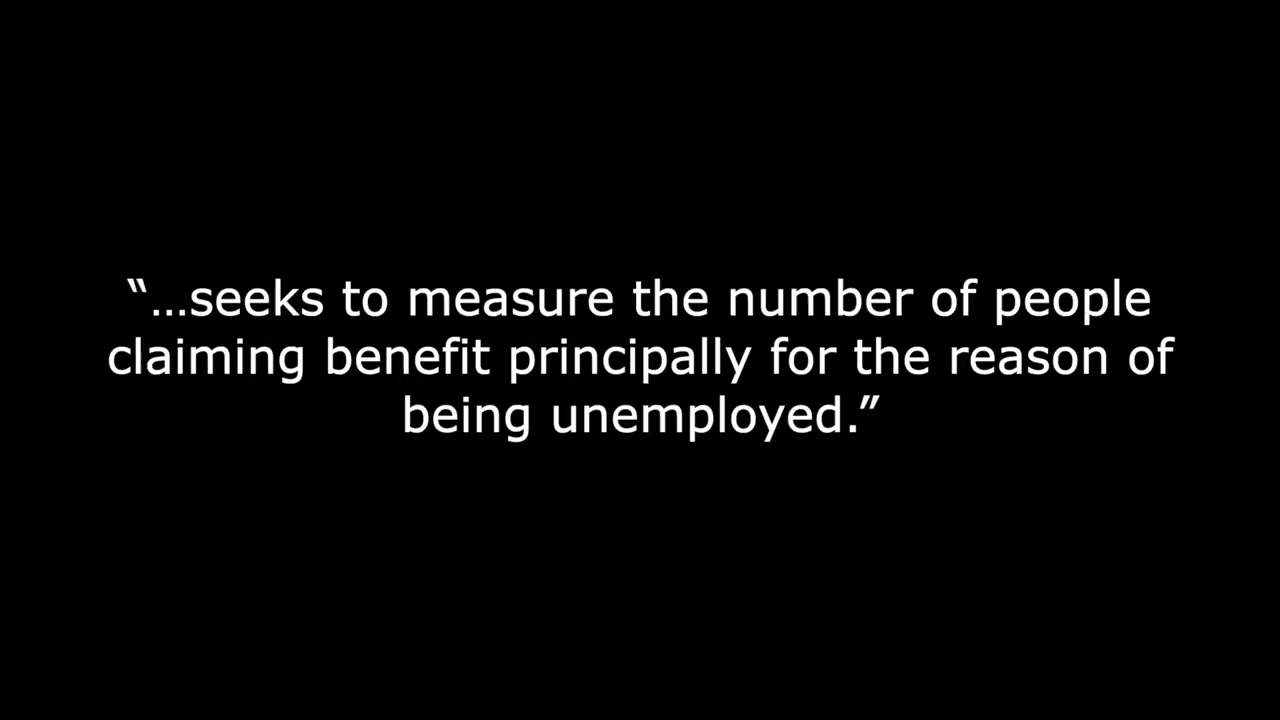 “…seeks to measure the number of people
claiming benefit principally for the reason of
being unemployed.”